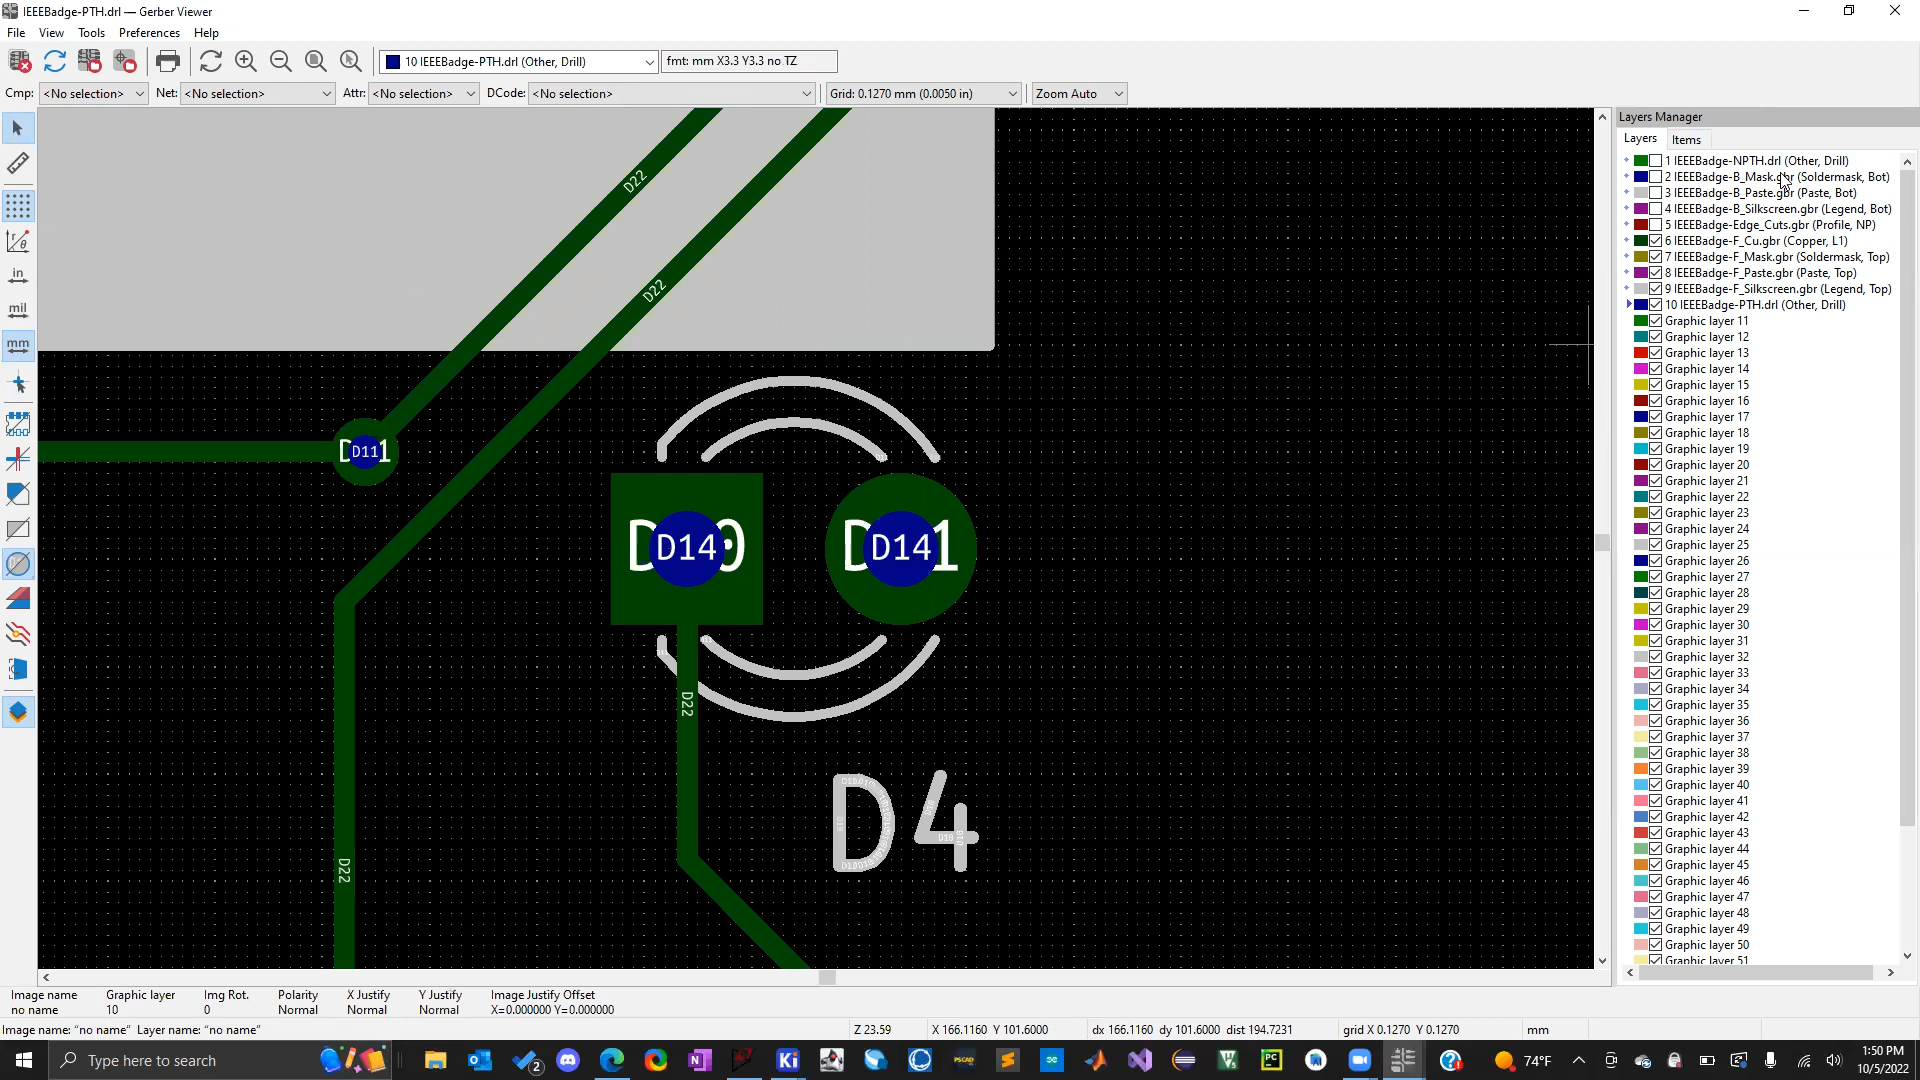 IEEEBadge-PTH.drl — Gerber Viewer
File View Tools Preferences Help
10 IEEEBadge-PTH.drl (Other, Drill)
fmt: mm X3.3 Y3.3 no TZ
Cmp: <No selection> Net: <No selection> Attr: <No selection> DCode: <No selection> Grid: 0.1270 mm (0.0050 in) Zoom Auto
in
mil
mm
D22
D22
D11
D14
D14
D22
D22
D4
Layers Manager
Layers Items
1 IEEEBadge-NPTH.drl (Other, Drill)
2 IEEEBadge-B_Mask.gbr (Soldermask, Bot)
3 IEEEBadge-B_Paste.gbr (Paste, Bot)
4 IEEEBadge-B_Silkscreen.gbr (Legend, Bot)
5 IEEEBadge-Edge_Cuts.gbr (Profile, NP)
6 IEEEBadge-F_Cu.gbr (Copper, L1)
7 IEEEBadge-F_Mask.gbr (Soldermask, Top)
8 IEEEBadge-F_Paste.gbr (Paste, Top)
9 IEEEBadge-F_Silkscreen.gbr (Legend, Top)
10 IEEEBadge-PTH.drl (Other, Drill)
Graphic layer 11
Graphic layer 12
Graphic layer 13
Graphic layer 14
Graphic layer 15
Graphic layer 16
Graphic layer 17
Graphic layer 18
Graphic layer 19
Graphic layer 20
Graphic layer 21
Graphic layer 22
Graphic layer 23
Graphic layer 24
Graphic layer 25
Graphic layer 26
Graphic layer 27
Graphic layer 28
Graphic layer 29
Graphic layer 30
Graphic layer 31
Graphic layer 32
Graphic layer 33
Graphic layer 34
Graphic layer 35
Graphic layer 36
Graphic layer 37
Graphic layer 38
Graphic layer 39
Graphic layer 40
Graphic layer 41
Graphic layer 42
Graphic layer 43
Graphic layer 44
Graphic layer 45
Graphic layer 46
Graphic layer 47
Graphic layer 48
Graphic layer 49
Graphic layer 50
Graphic layer 51
Image name Graphic layer Img Rot. Polarity X Justify Y Justify Image Justify Offset
no name 10 0 Normal Normal Normal X=0.000000 Y=0.000000
Image name: "no name" Layer name: "no name" Z 23.59 X 166.1160 Y 101.6000 dx 166.1160 dy 101.6000 dist 194.7231 grid X 0.1270 Y 0.1270 mm
Type here to search
2
Ki
PSCAD
PC
74°F
1:50 PM
10/5/2022